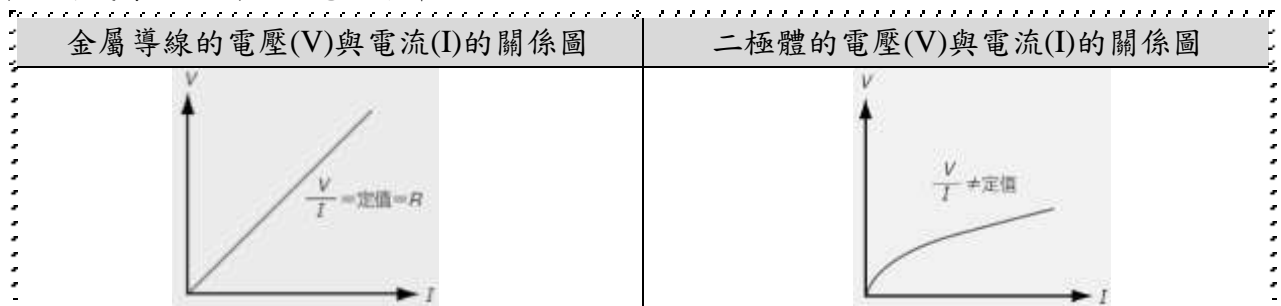 金屬導線的電壓(V)與電流(I)的關係圖
二極體的電壓(V)與電流(I)的關係圖
V
V/I=定值=R
I
V
V/I≠定值
I